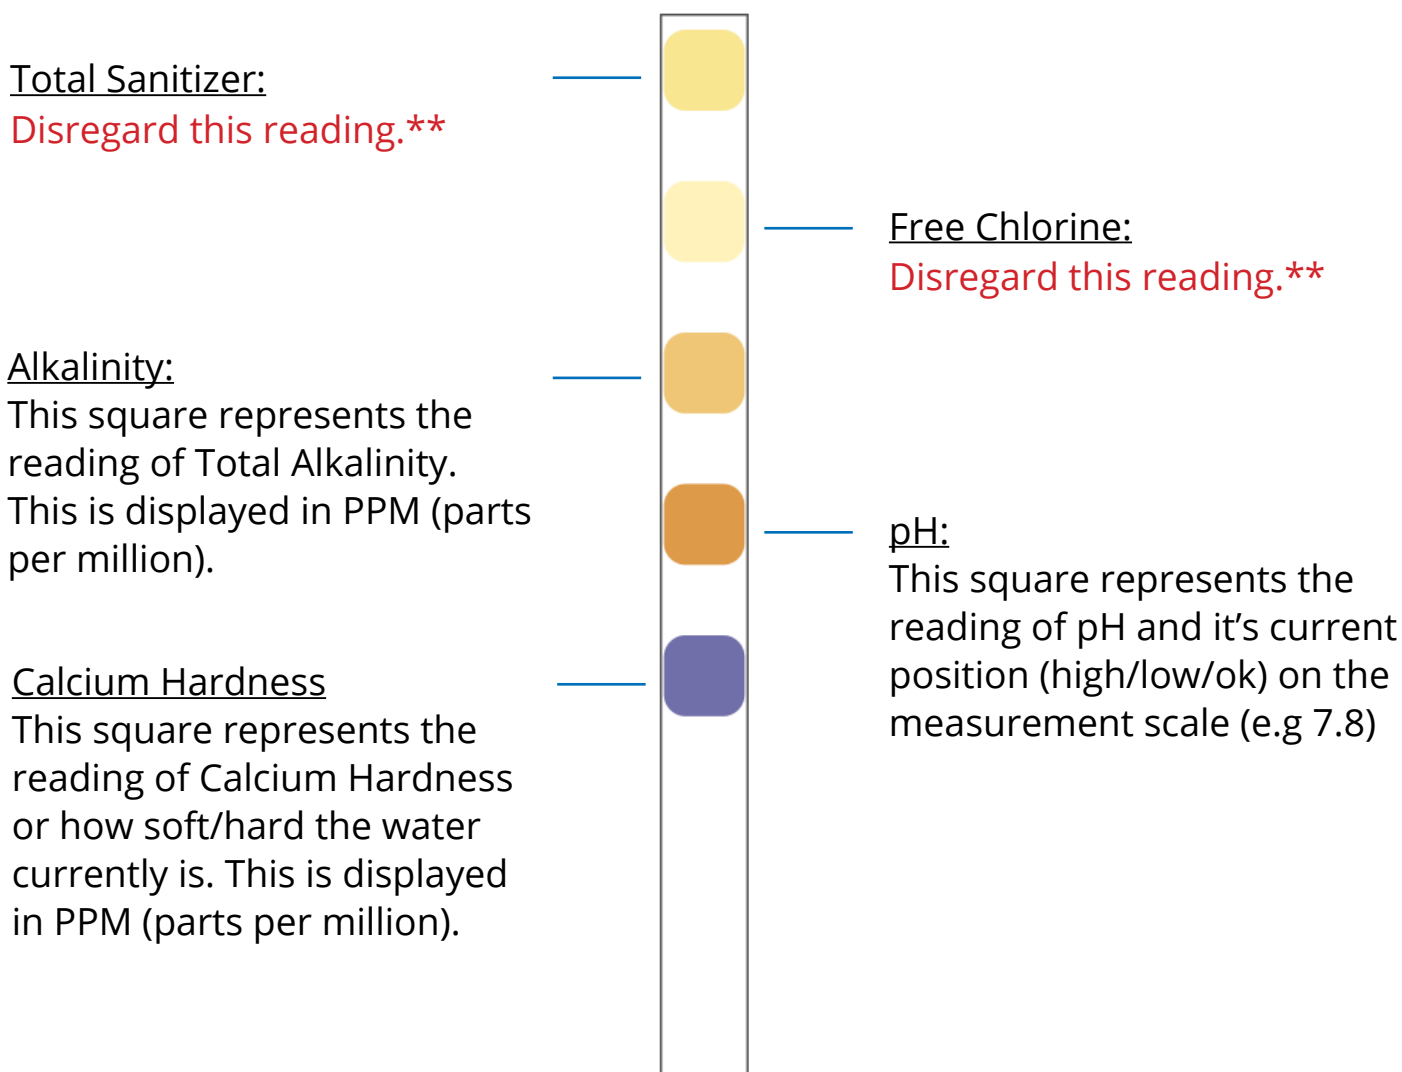 Total Sanitizer:
Disregard this reading.**
Free Chlorine:
Disregard this reading.**
Alkalinity:
This square represents the
reading of Total Alkalinity.
This is displayed in PPM (parts
per million).
pH:
This square represents the
reading of pH and it’s current
position (high/low/ok) on the
measurement scale (e.g 7.8)
Calcium Hardness
This square represents the
reading of Calcium Hardness
or how soft/hard the water
currently is. This is displayed
in PPM (parts per million).